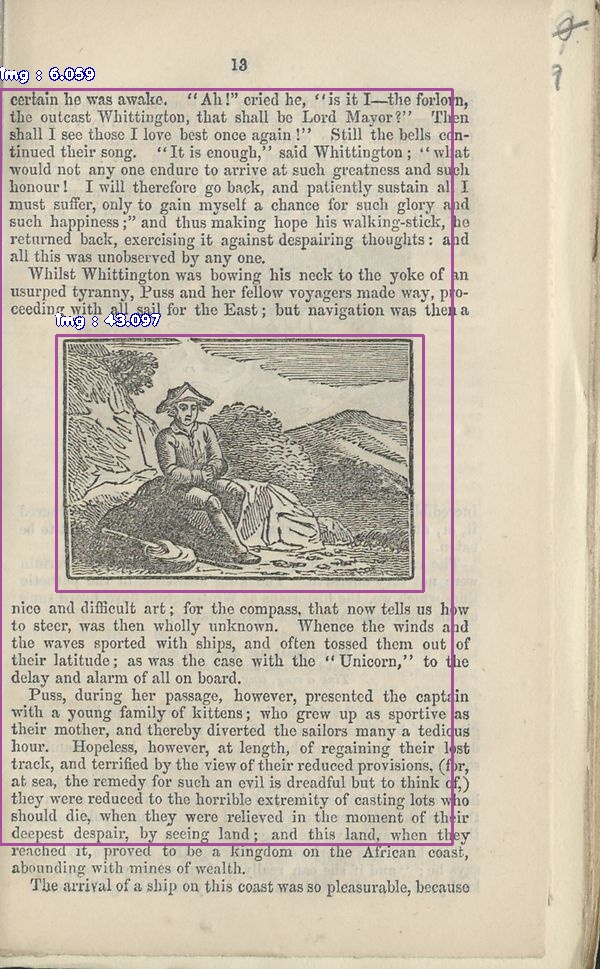 13
Img : 6.059
certain he was awake. "Ah!" cried he, "is it I—the forlorn,
the outcast Whittington, that shall be Lord Mayor?" Then
shall I see those I love best once again!" Still the bells con-
tinued their song. "It is enough," said Whittington; "what
would not any one endure to arrive at such greatness and such
honour! I will therefore go back, and patiently sustain all I
must suffer, only to gain myself a chance for such glory and
such happiness;" and thus making hope his walking-stick, he
returned back, exercising it against despairing thoughts: and
all this was unobserved by any one.
Whilst Whittington was bowing his neck to the yoke of an
usurped tyranny, Puss and her fellow voyagers made way, pro-
ceeding with all sail for the East; but navigation was then a
Img : 43.097
nice and difficult art; for the compass, that now tells us how
to steer, was then wholly unknown. Whence the winds and
the waves sported with ships, and often tossed them out of
their latitude; as was the case with the "Unicorn," to the
delay and alarm of all on board.
Puss, during her passage, however, presented the captain
with a young family of kittens; who grew up as sportive as
their mother, and thereby diverted the sailors many a tedious
hour. Hopeless, however, at length, of regaining their lost
track, and terrified by the view of their reduced provisions, (for,
at sea, the remedy for such an evil is dreadful but to think of,)
they were reduced to the horrible extremity of casting lots who
should die, when they were relieved in the moment of their
deepest despair, by seeing land; and this land, when they
reached it, proved to be a kingdom on the African coast,
abounding with mines of wealth.
The arrival of a ship on this coast was so pleasurable, because